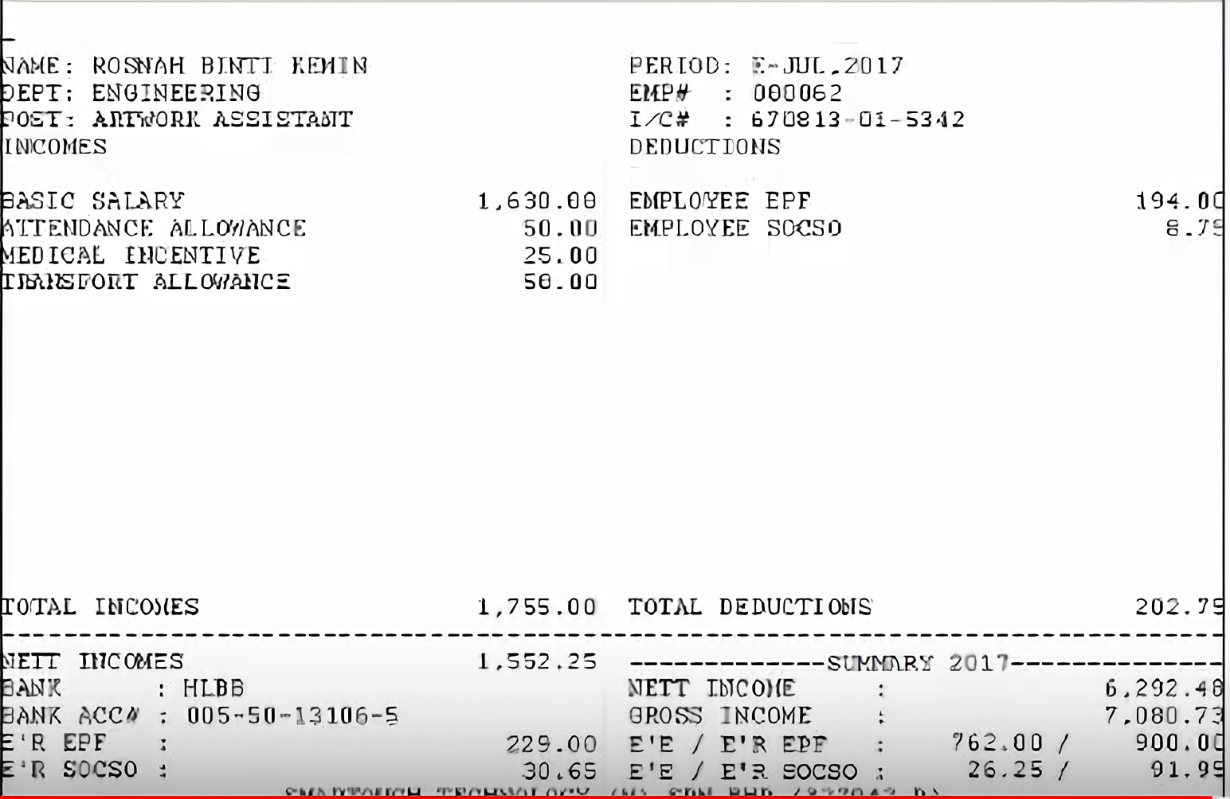 NAME: ROSNAH BINTI KEMIN PERIOD: E-JUL,2017
DEPT: ENGINEERING EMP# : 000062
POST: ARTWORK ASSISTANT I/C# : 670813-01-5342
INCOMES DEDUCTIONS
BASIC SALARY 1,630.00 EMPLOYEE EPF 194.00
ATTENDANCE ALLOWANCE 50.00 EMPLOYEE SOCSO 8.75
MEDICAL INCENTIVE 25.00
TRANSPORT ALLOWANCE 50.00
TOTAL INCOMES 1,755.00 TOTAL DEDUCTIONS 202.75
NETT INCOMES 1,552.25 -------------SUMMARY 2017--------------
BANK : HLBB NETT INCOME : 6,292.48
BANK ACC# : 005-50-13106-5 GROSS INCOME : 7,080.73
E'R EPF : 229.00 E'E / E'R EPF : 762.00 / 900.00
E'R SOCSO : 30.65 E'E / E'R SOCSO : 26.25 / 91.95
SMARTOUCH TECHNOLOGY (M) SDN BHD